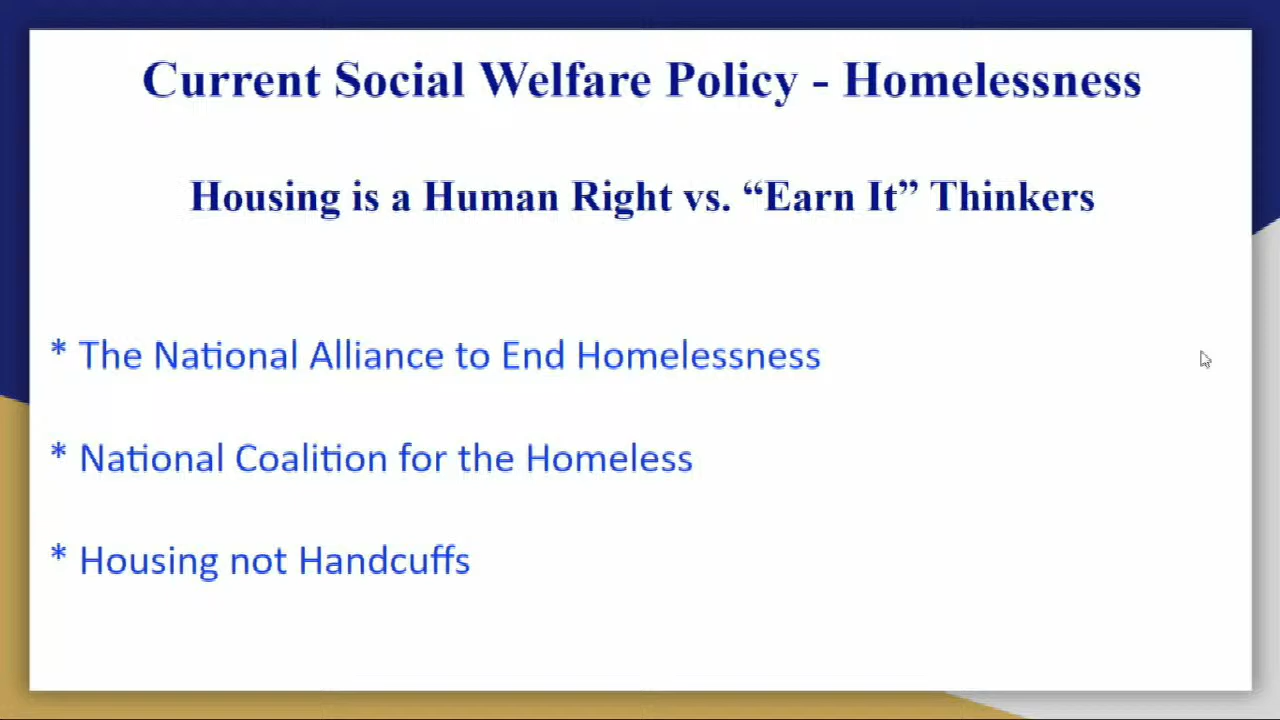 Current Social Welfare Policy - Homelessness
Housing is a Human Right vs. “Earn It” Thinkers
* The National Alliance to End Homelessness
* National Coalition for the Homeless
* Housing not Handcuffs